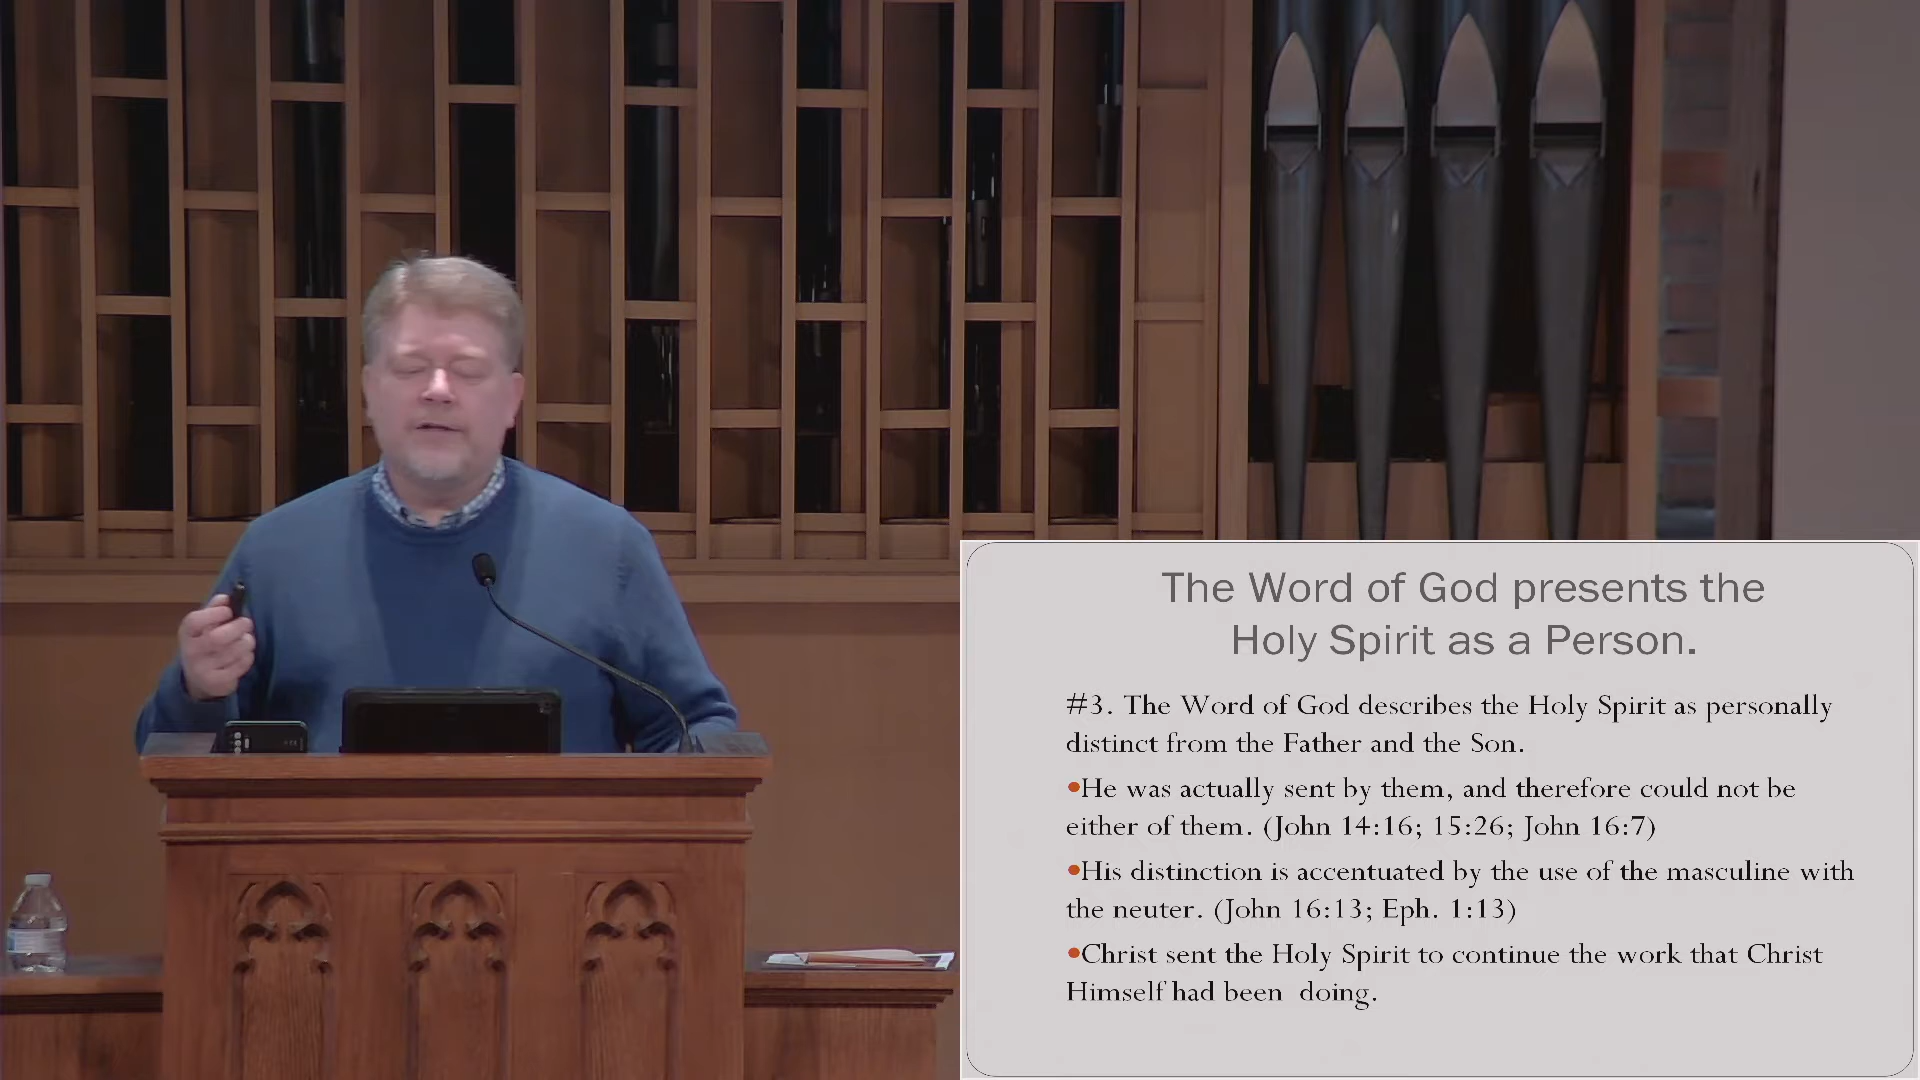 The Word of God presents the
Holy Spirit as a Person.
#3. The Word of God describes the Holy Spirit as personally
distinct from the Father and the Son.
•He was actually sent by them, and therefore could not be
either of them. (John 14:16; 15:26; John 16:7)
•His distinction is accentuated by the use of the masculine with
the neuter. (John 16:13; Eph. 1:13)
•Christ sent the Holy Spirit to continue the work that Christ
Himself had been  doing.